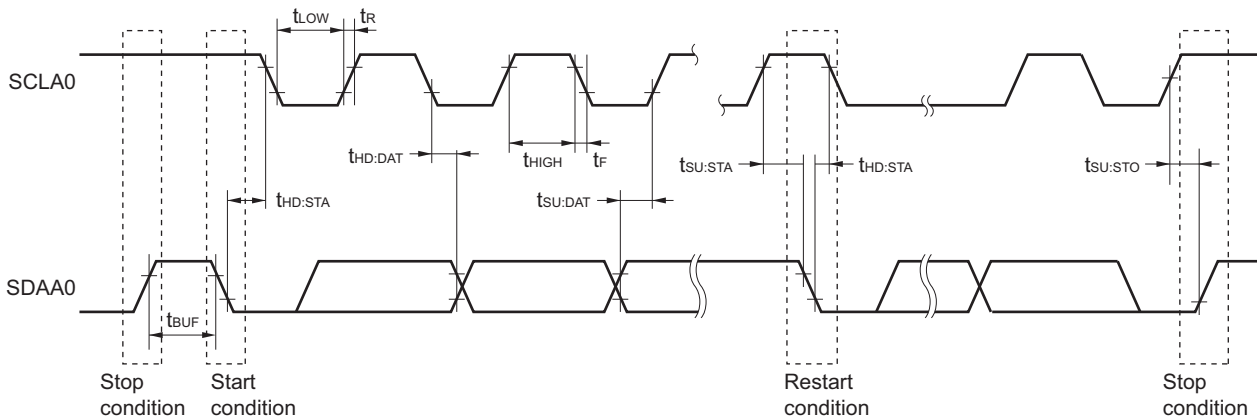 tLOW
tR
SCLA0
tHD:DAT
tHIGH
tF
tSU:STA
tHD:STA
tSU:STO
tHD:STA
tSU:DAT
SDAA0
tBUF
Stop
condition
Start
condition
Restart
condition
Stop
condition